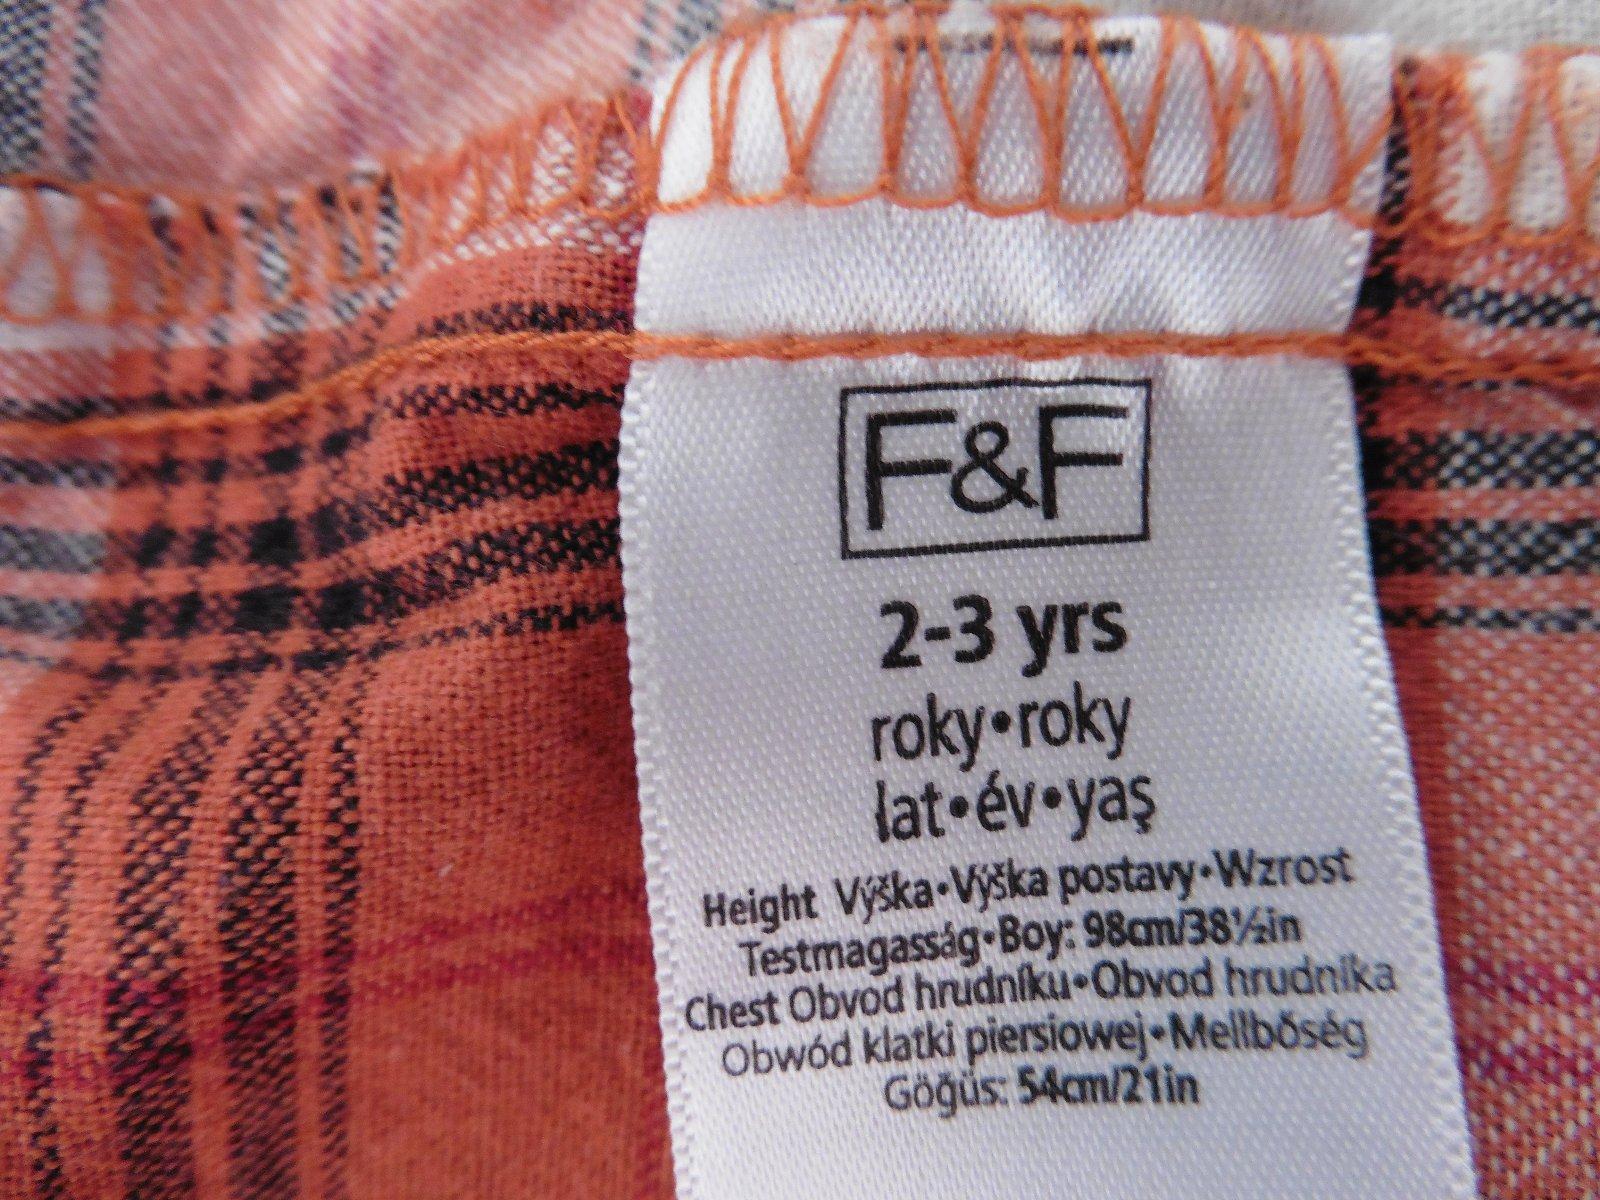 F&F
2-3 yrs
roky•roky
lat•év•yaş
Height Výška•Výška postavy•Wzrost
Testmagasság•Boy: 98cm/38½in
Chest Obvod hrudníku•Obvod hrudníka
Obwód klatki piersiowej•Mellbőség
Göğüs: 54cm/21in